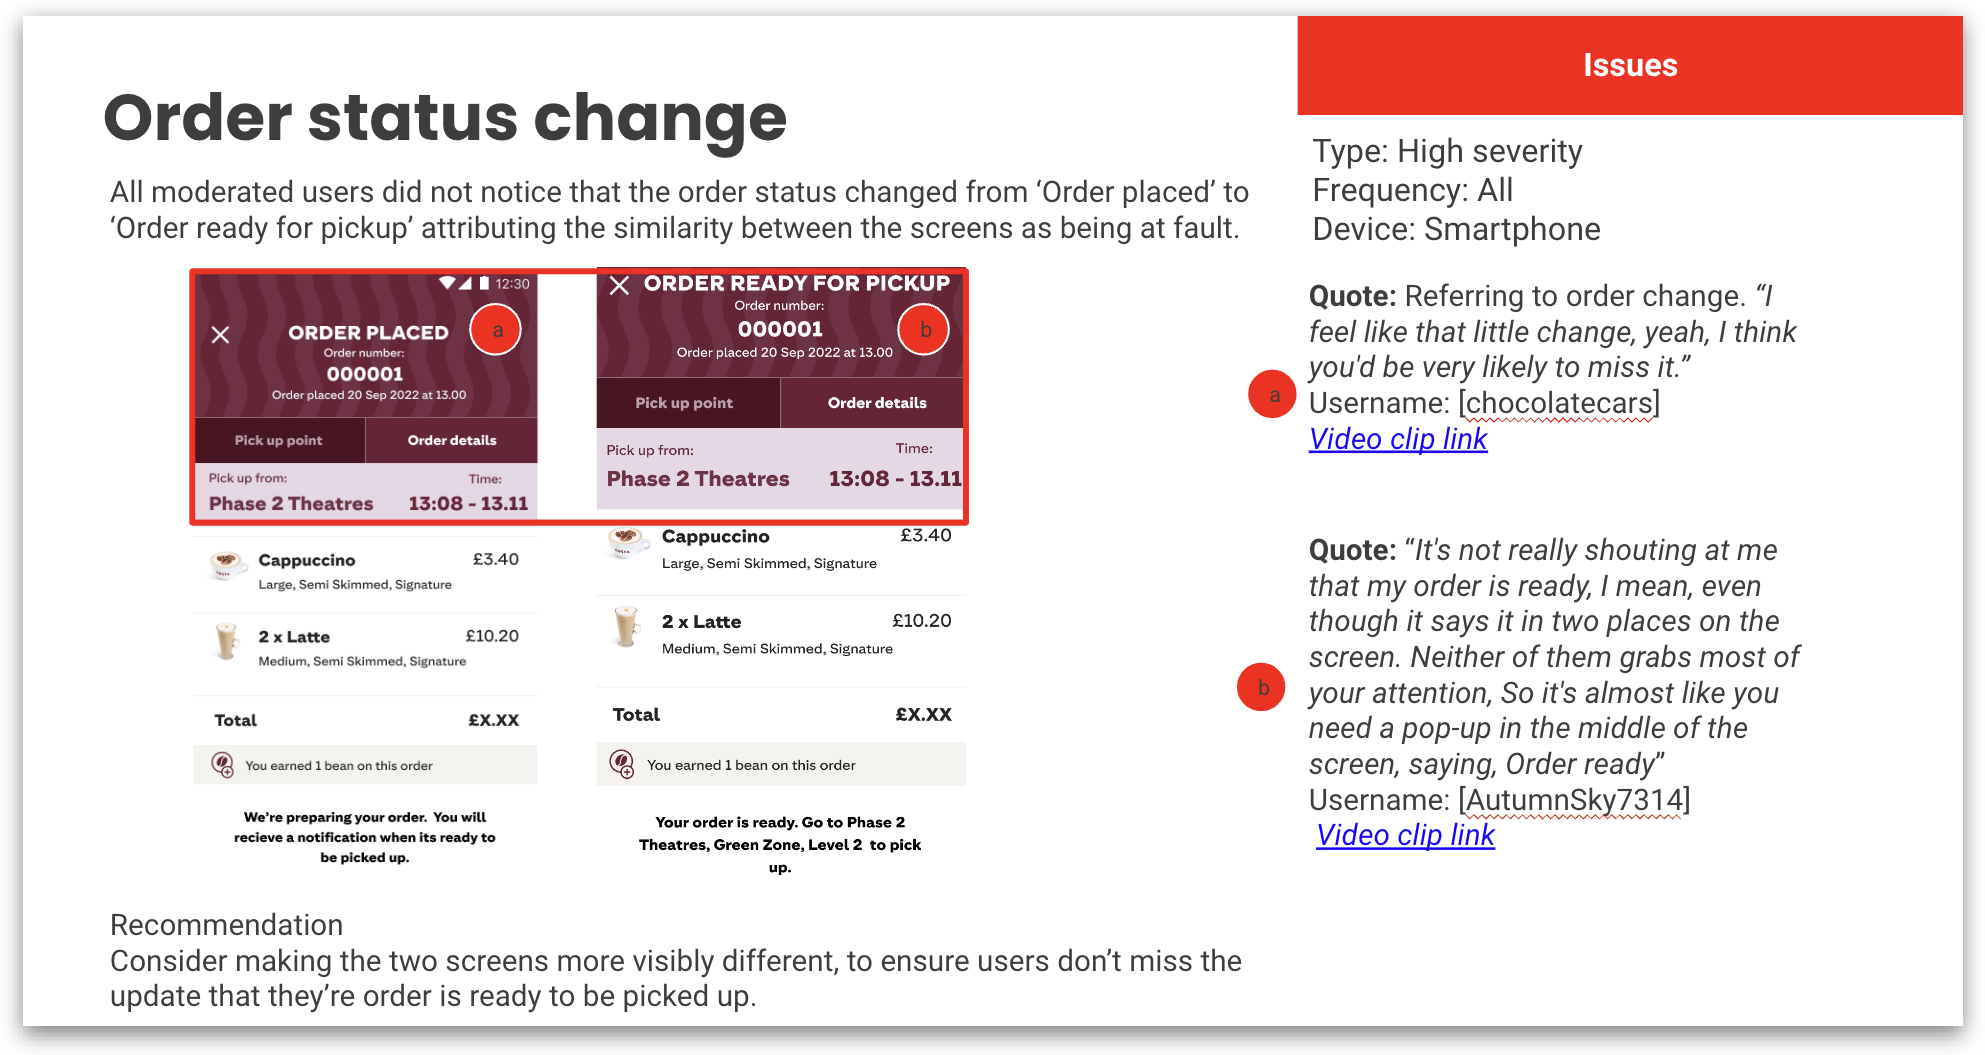 Order status change
All moderated users did not notice that the order status changed from ‘Order placed’ to
‘Order ready for pickup’ attributing the similarity between the screens as being at fault.
12:30
ORDER PLACED
a
Order number:
000001
Order placed 20 Sep 2022 at 13.00
Pick up point Order details
Pick up from: Time:
Phase 2 Theatres 13:08 - 13.11
Cappuccino £3.40
Large, Semi Skimmed, Signature
2 x Latte £10.20
Medium, Semi Skimmed, Signature
Total £X.XX
You earned 1 bean on this order
We’re preparing your order. You will
recieve a notification when its ready to
be picked up.
ORDER READY FOR PICKUP
Order number:
000001
b
Order placed 20 Sep 2022 at 13.00
Pick up point Order details
Pick up from: Time:
Phase 2 Theatres 13:08 - 13.11
Cappuccino £3.40
Large, Semi Skimmed, Signature
2 x Latte £10.20
Medium, Semi Skimmed, Signature
Total £X.XX
You earned 1 bean on this order
Your order is ready. Go to Phase 2
Theatres, Green Zone, Level 2 to pick
up.
Recommendation
Consider making the two screens more visibly different, to ensure users don’t miss the
update that they’re order is ready to be picked up.
Issues
Type: High severity
Frequency: All
Device: Smartphone
a
Quote: Referring to order change. “I
feel like that little change, yeah, I think
you'd be very likely to miss it.”
Username: [chocolatecars]
Video clip link
b
Quote: “It's not really shouting at me
that my order is ready, I mean, even
though it says it in two places on the
screen. Neither of them grabs most of
your attention, So it's almost like you
need a pop-up in the middle of the
screen, saying, Order ready”
Username: [AutumnSky7314]
Video clip link